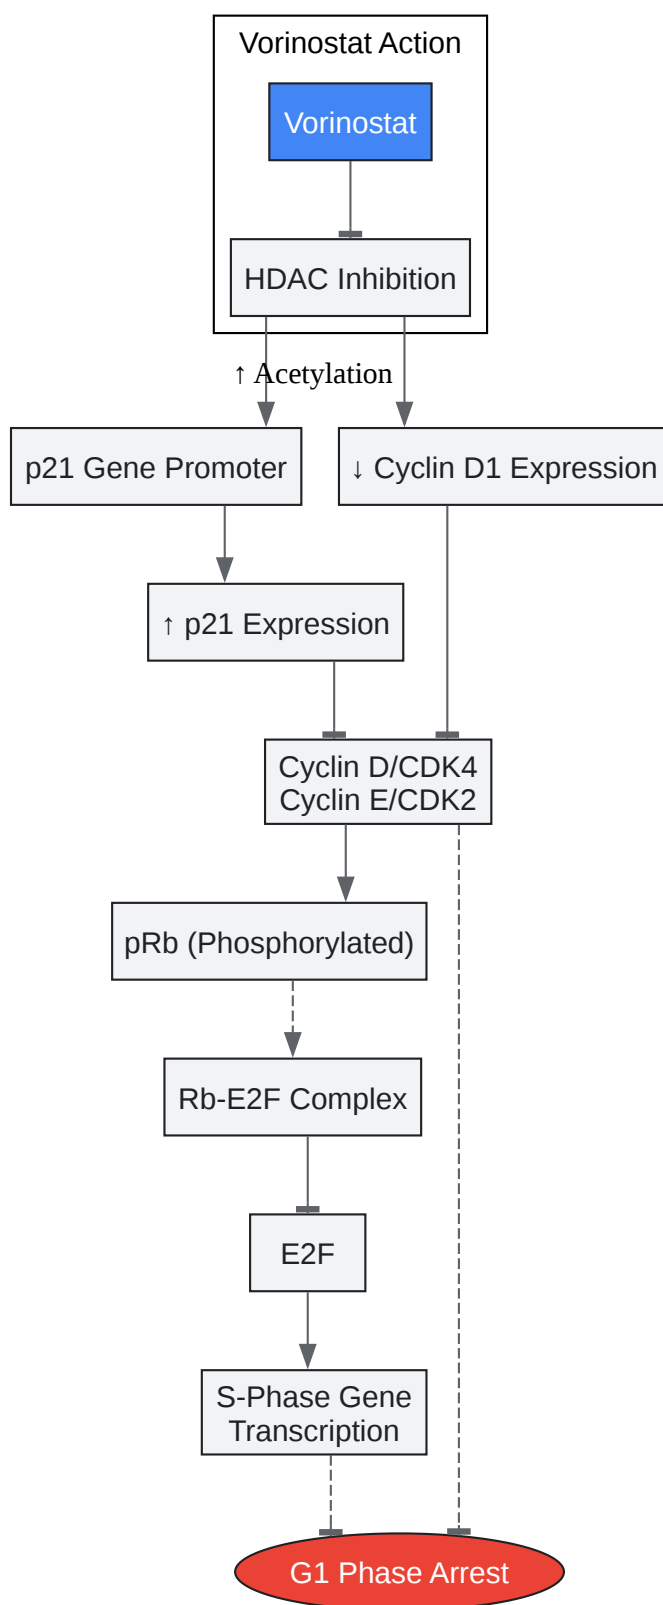 Vorinostat Action
Vorinostat
HDAC Inhibition
↑ Acetylation
p21 Gene Promoter
↓ Cyclin D1 Expression
↑ p21 Expression
Cyclin D/CDK4
Cyclin E/CDK2
pRb (Phosphorylated)
Rb-E2F Complex
E2F
S-Phase Gene
Transcription
G1 Phase Arrest